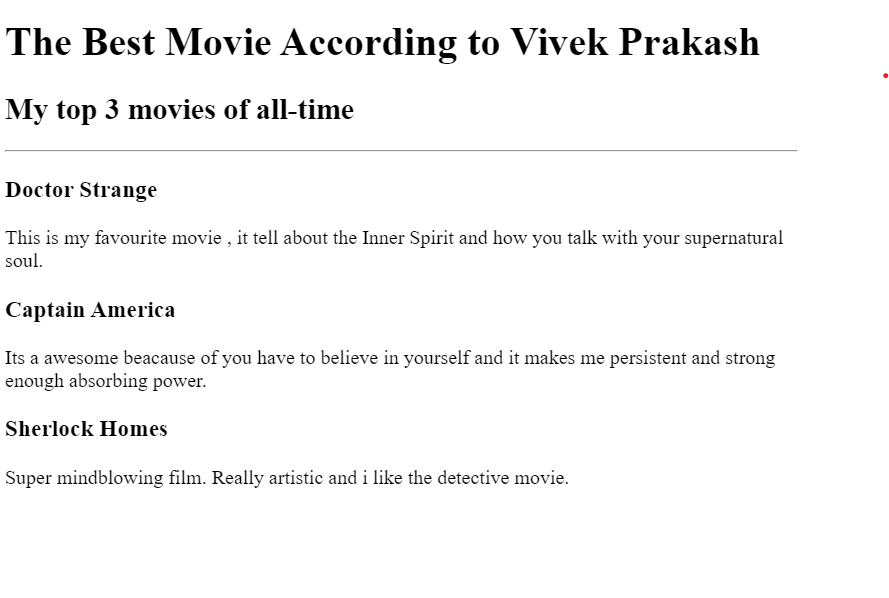 The Best Movie According to Vivek Prakash
My top 3 movies of all-time
Doctor Strange
This is my favourite movie , it tell about the Inner Spirit and how you talk with your supernatural
soul.
Captain America
Its a awesome beacause of you have to believe in yourself and it makes me persistent and strong
enough absorbing power.
Sherlock Homes
Super mindblowing film. Really artistic and i like the detective movie.